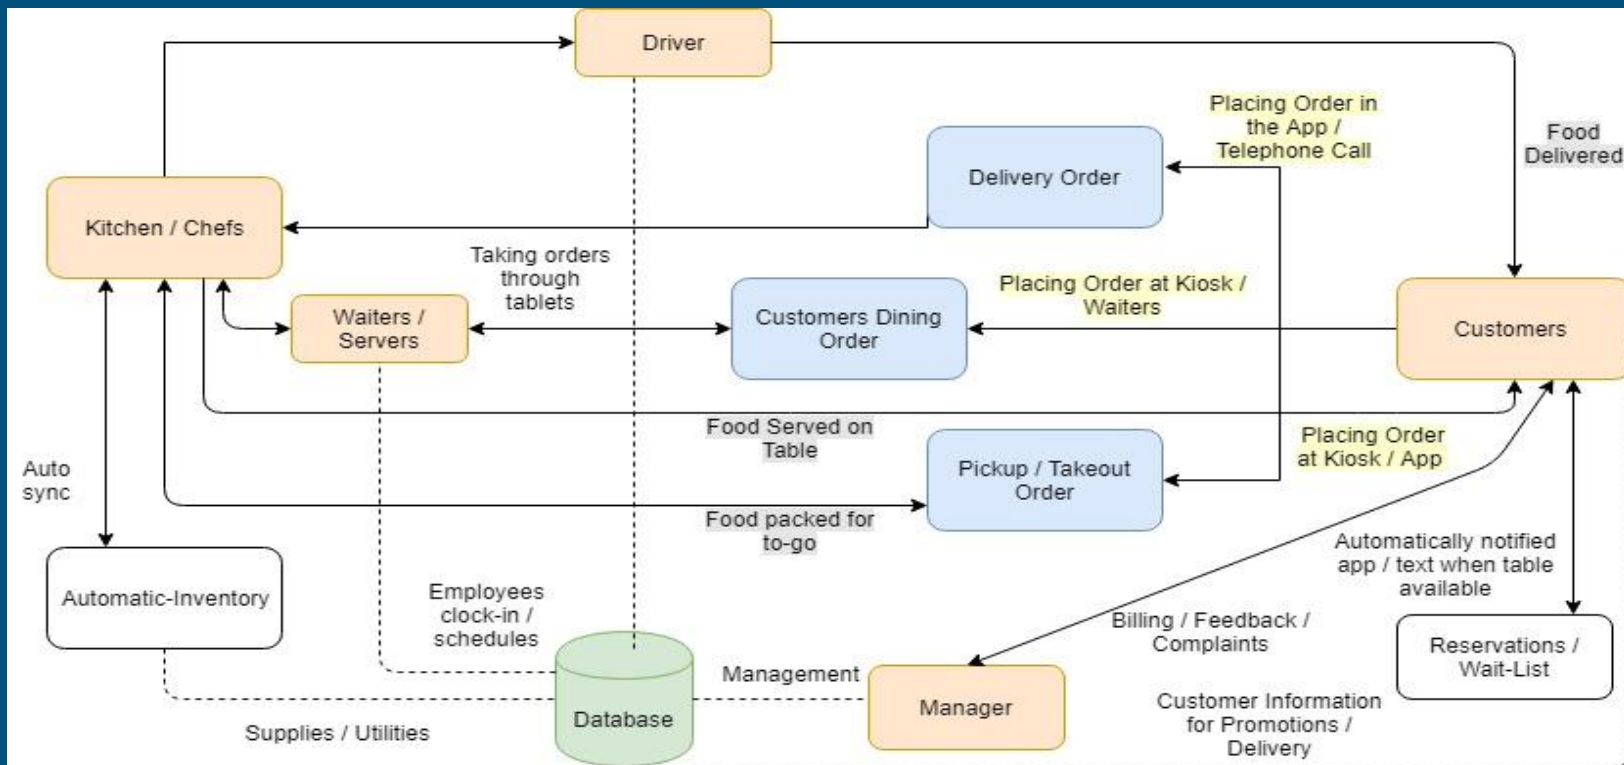 Driver
Placing Order in
the App /
Telephone Call
Food
Delivered
Delivery Order
Kitchen / Chefs
Taking orders
through
tablets
Placing Order at Kiosk /
Waiters
Waiters /
Servers
Customers Dining
Order
Customers
Food Served on
Table
Placing Order
at Kiosk / App
Auto
sync
Pickup / Takeout
Order
Food packed for
to-go
Automatically notified
app / text when table
available
Automatic-Inventory
Employees
clock-in /
schedules
Billing / Feedback /
Complaints
Reservations /
Wait-List
Management
Database
Manager
Customer Information
for Promotions /
Delivery
Supplies / Utilities